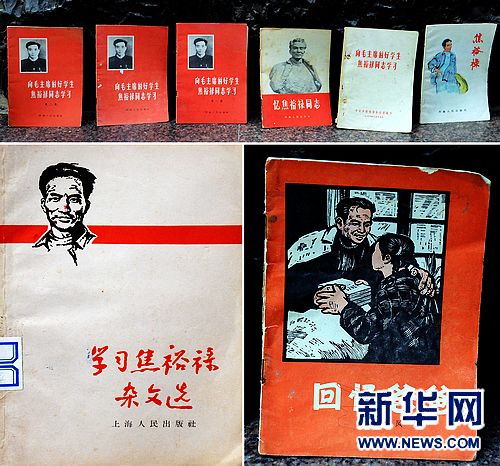 向毛主席的好学生
焦裕禄同志学习
向毛主席的好学生
焦裕禄同志学习
向毛主席的好学生
焦裕禄同志学习
忆焦裕禄同志
向毛主席的好学生
焦裕禄同志学习
焦裕禄
学习焦裕禄
杂文选
上海人民出版社
回忆爸爸
新华网
WWW.NEWS.CN